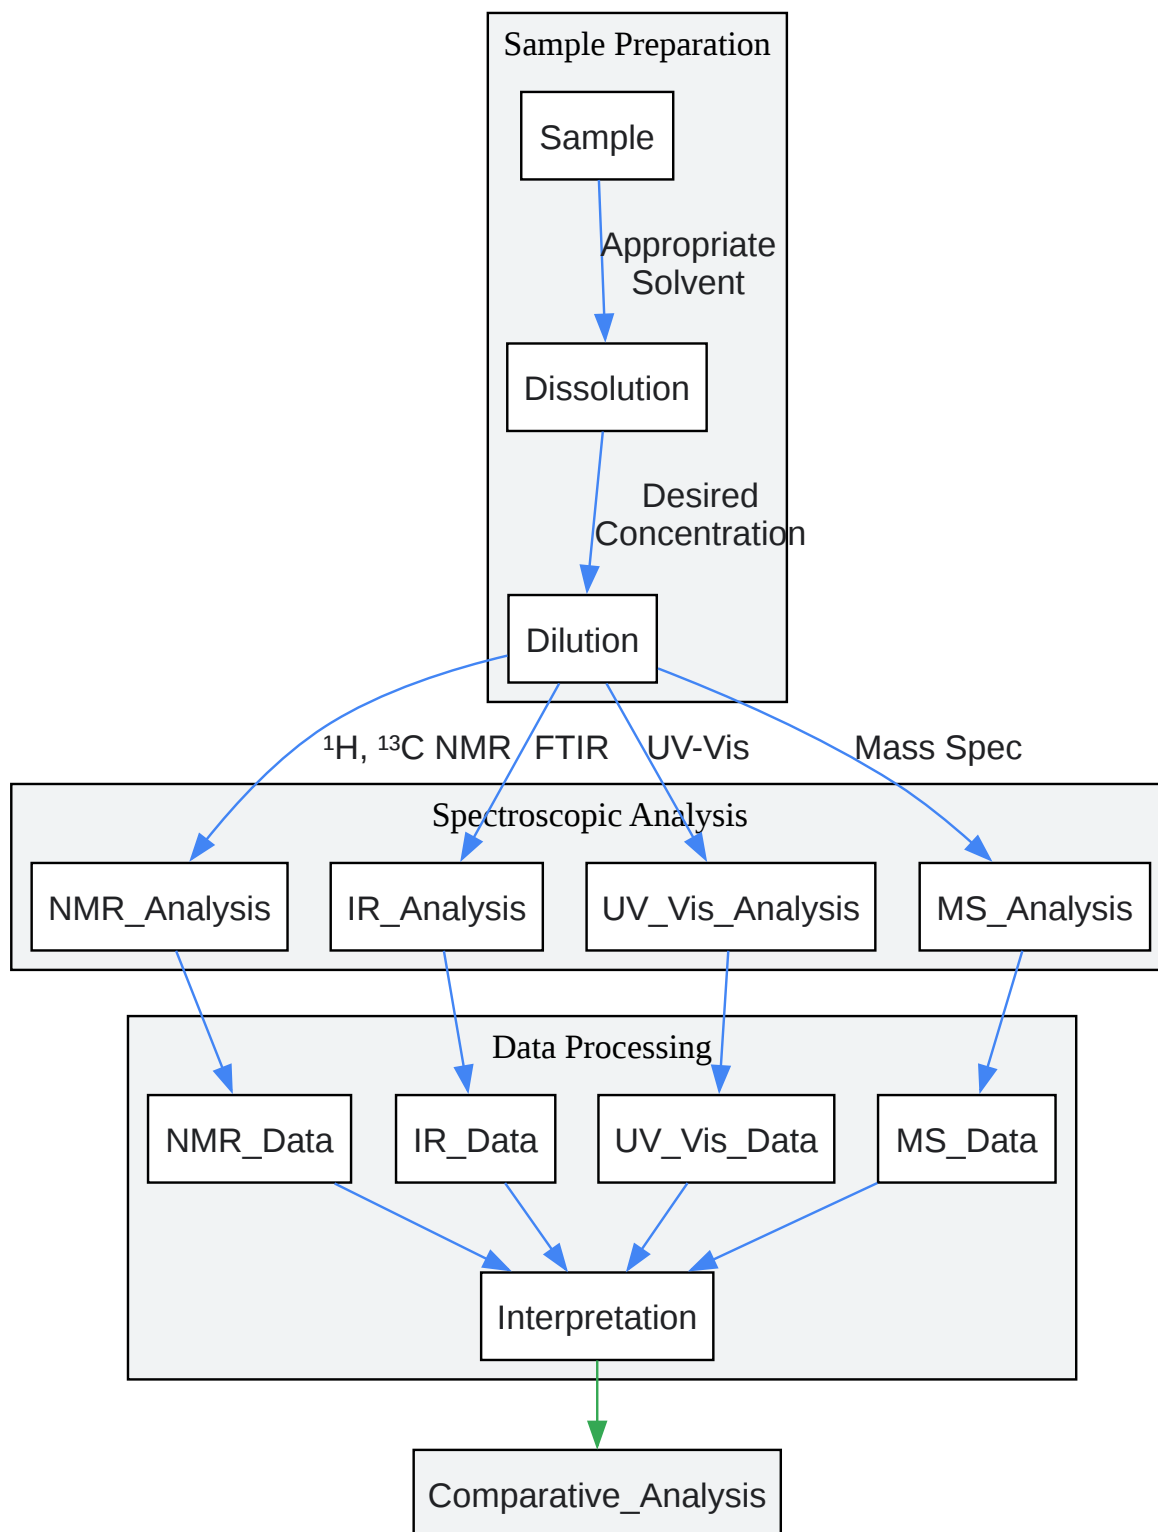 Sample Preparation
Sample
Appropriate
Solvent
Dissolution
Desired
Concentration
Dilution
¹H, ¹³C NMR
FTIR
UV-Vis
Mass Spec
Spectroscopic Analysis
NMR_Analysis
IR_Analysis
UV_Vis_Analysis
MS_Analysis
Data Processing
NMR_Data
IR_Data
UV_Vis_Data
MS_Data
Interpretation
Comparative_Analysis